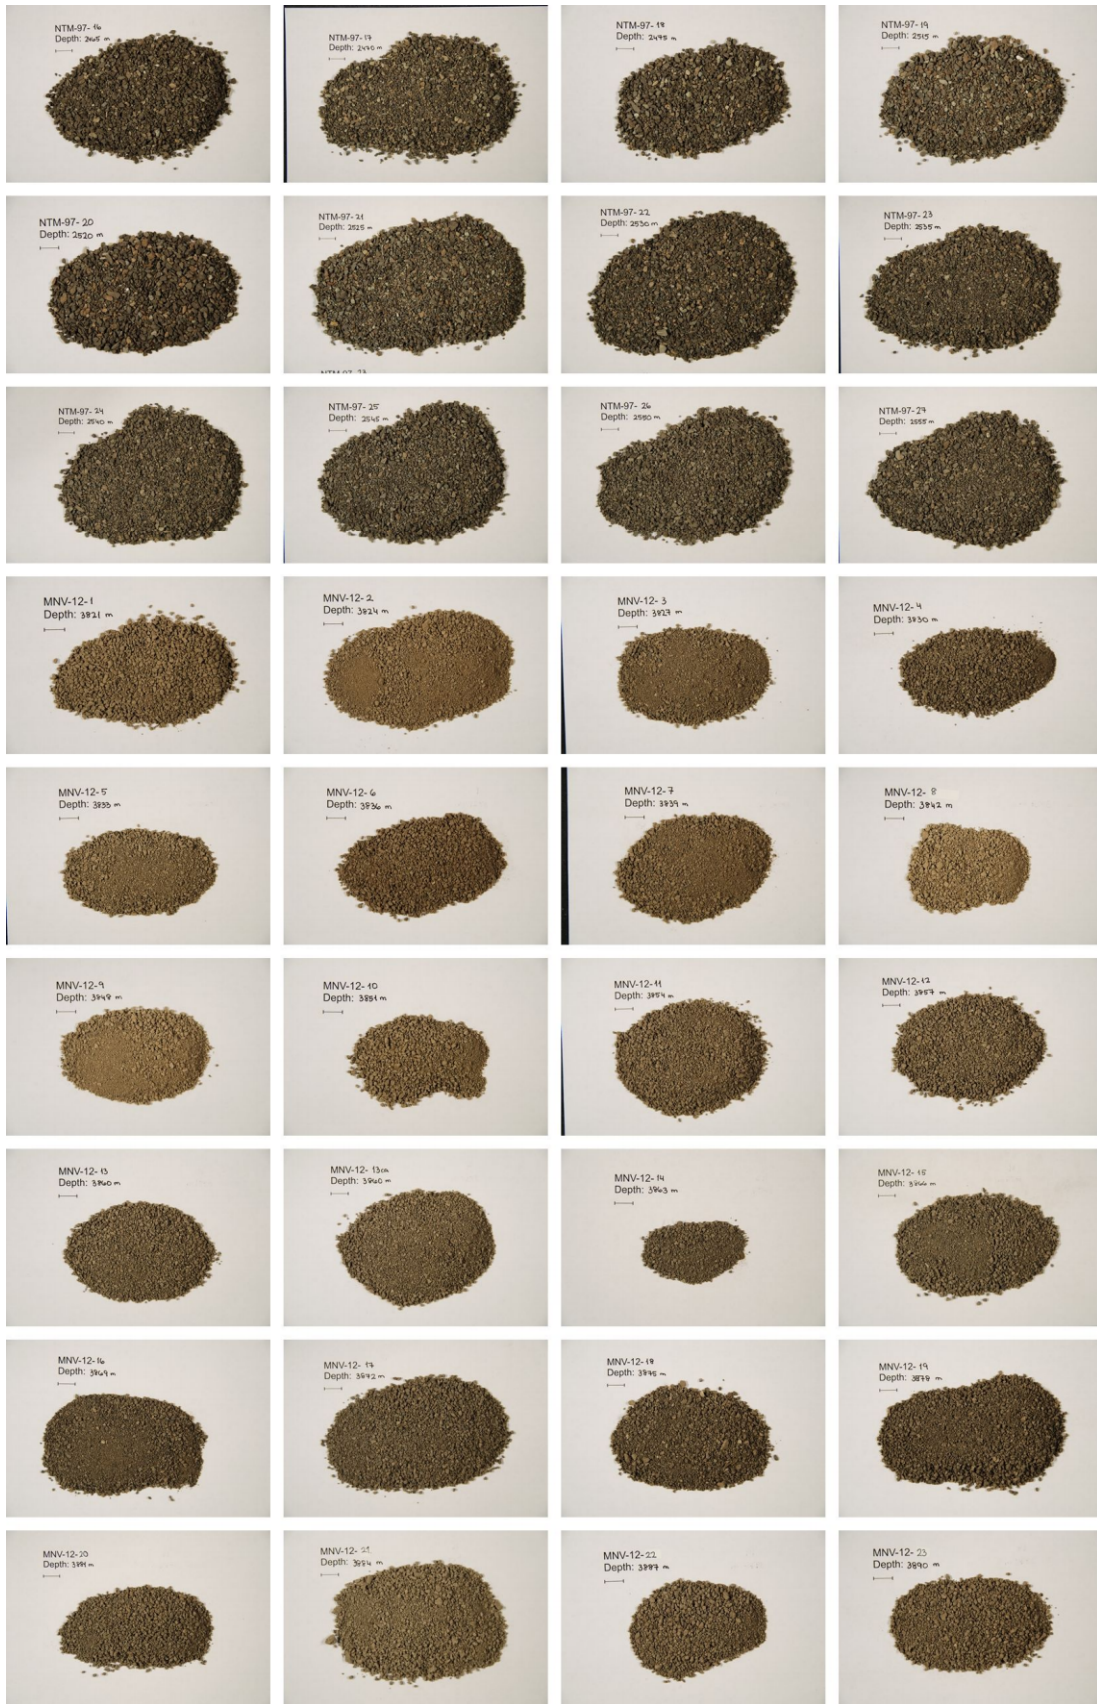 NTM-97-16
Depth: 2465 m
NTM-97-17
Depth: 2470 m
NTM-97-18
Depth: 2475 m
NTM-97-19
Depth: 2515 m
NTM-97-20
Depth: 2520 m
NTM-97-21
Depth: 2525 m
NTM-97-22
Depth: 2530 m
NTM-97-23
Depth: 2535 m
NTM-97-23
NTM-97-24
Depth: 2540 m
NTM-97-25
Depth: 2545 m
NTM-97-26
Depth: 2550 m
NTM-97-27
Depth: 2555 m
MNV-12-1
Depth: 3821 m
MNV-12-2
Depth: 3824 m
MNV-12-3
Depth: 3827 m
MNV-12-4
Depth: 3830 m
MNV-12-5
Depth: 3833 m
MNV-12-6
Depth: 3836 m
MNV-12-7
Depth: 3839 m
MNV-12-8
Depth: 3842 m
MNV-12-9
Depth: 3848 m
MNV-12-10
Depth: 3851 m
MNV-12-11
Depth: 3854 m
MNV-12-12
Depth: 3857 m
MNV-12-13
Depth: 3860 m
MNV-12-13
Depth: 3860 m
MNV-12-14
Depth: 3863 m
MNV-12-15
Depth: 3866 m
MNV-12-16
Depth: 3869 m
MNV-12-17
Depth: 3872 m
MNV-12-18
Depth: 3875 m
MNV-12-19
Depth: 3878 m
MNV-12-20
Depth: 3881 m
MNV-12-21
Depth: 3884 m
MNV-12-22
Depth: 3887 m
MNV-12-23
Depth: 3890 m